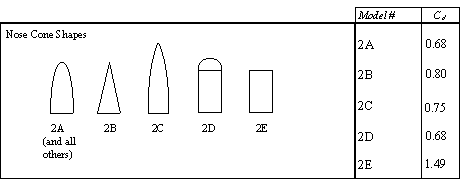 Model # C_d
Nose Cone Shapes
2A 0.68
2B 0.80
2C 0.75
2D 0.68
2E 1.49
2A 2B 2C 2D 2E
(and all
others)